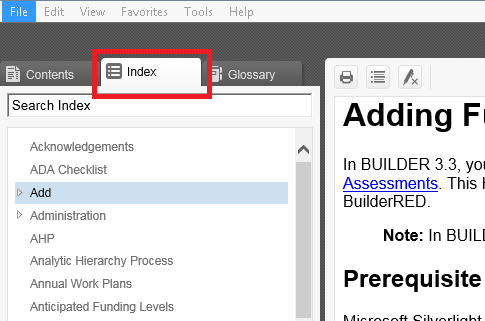 File Edit View Favorites Tools Help
Contents Index Glossary
Search Index
Acknowledgements
ADA Checklist
Add
Administration
AHP
Analytic Hierarchy Process
Annual Work Plans
Anticipated Funding Levels
Adding Fu
In BUILDER 3.3, you
Assessments. This h
BuilderRED.
Note: In BUIL
Prerequisite
Microsoft Silverlight